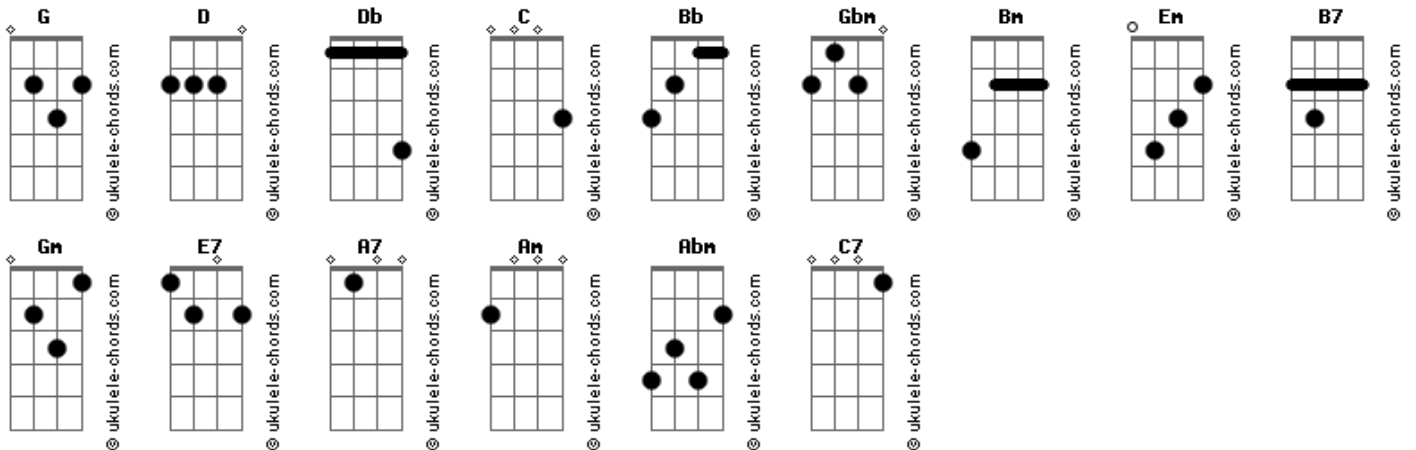 G D Db C Bb Gbm Bm Em B7
© ukulele-chords.com © ukulele-chords.com © ukulele-chords.com © ukulele-chords.com © ukulele-chords.com © ukulele-chords.com © ukulele-chords.com © ukulele-chords.com © ukulele-chords.com
Gm E7 A7 Am Abm C7
© ukulele-chords.com © ukulele-chords.com © ukulele-chords.com © ukulele-chords.com © ukulele-chords.com © ukulele-chords.com